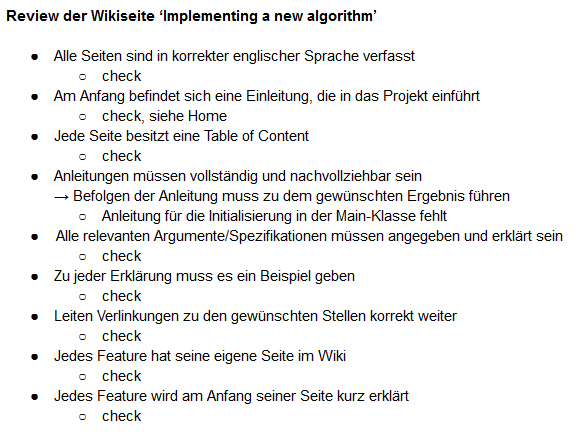 Review der Wikiseite ‘Implementing a new algorithm’
● Alle Seiten sind in korrekter englischer Sprache verfasst
○ check
● Am Anfang befindet sich eine Einleitung, die in das Projekt einführt
○ check, siehe Home
● Jede Seite besitzt eine Table of Content
○ check
● Anleitungen müssen vollständig und nachvollziehbar sein
→ Befolgen der Anleitung muss zu dem gewünschten Ergebnis führen
○ Anleitung für die Initialisierung in der Main-Klasse fehlt
● Alle relevanten Argumente/Spezifikationen müssen angegeben und erklärt sein
○ check
● Zu jeder Erklärung muss es ein Beispiel geben
○ check
● Leiten Verlinkungen zu den gewünschten Stellen korrekt weiter
○ check
● Jedes Feature hat seine eigene Seite im Wiki
○ check
● Jedes Feature wird am Anfang seiner Seite kurz erklärt
○ check